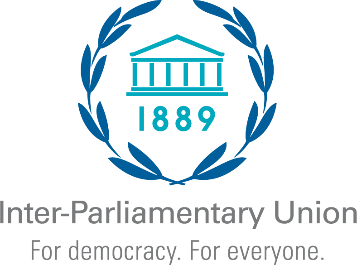 1889
Inter-Parliamentary Union
For democracy. For everyone.